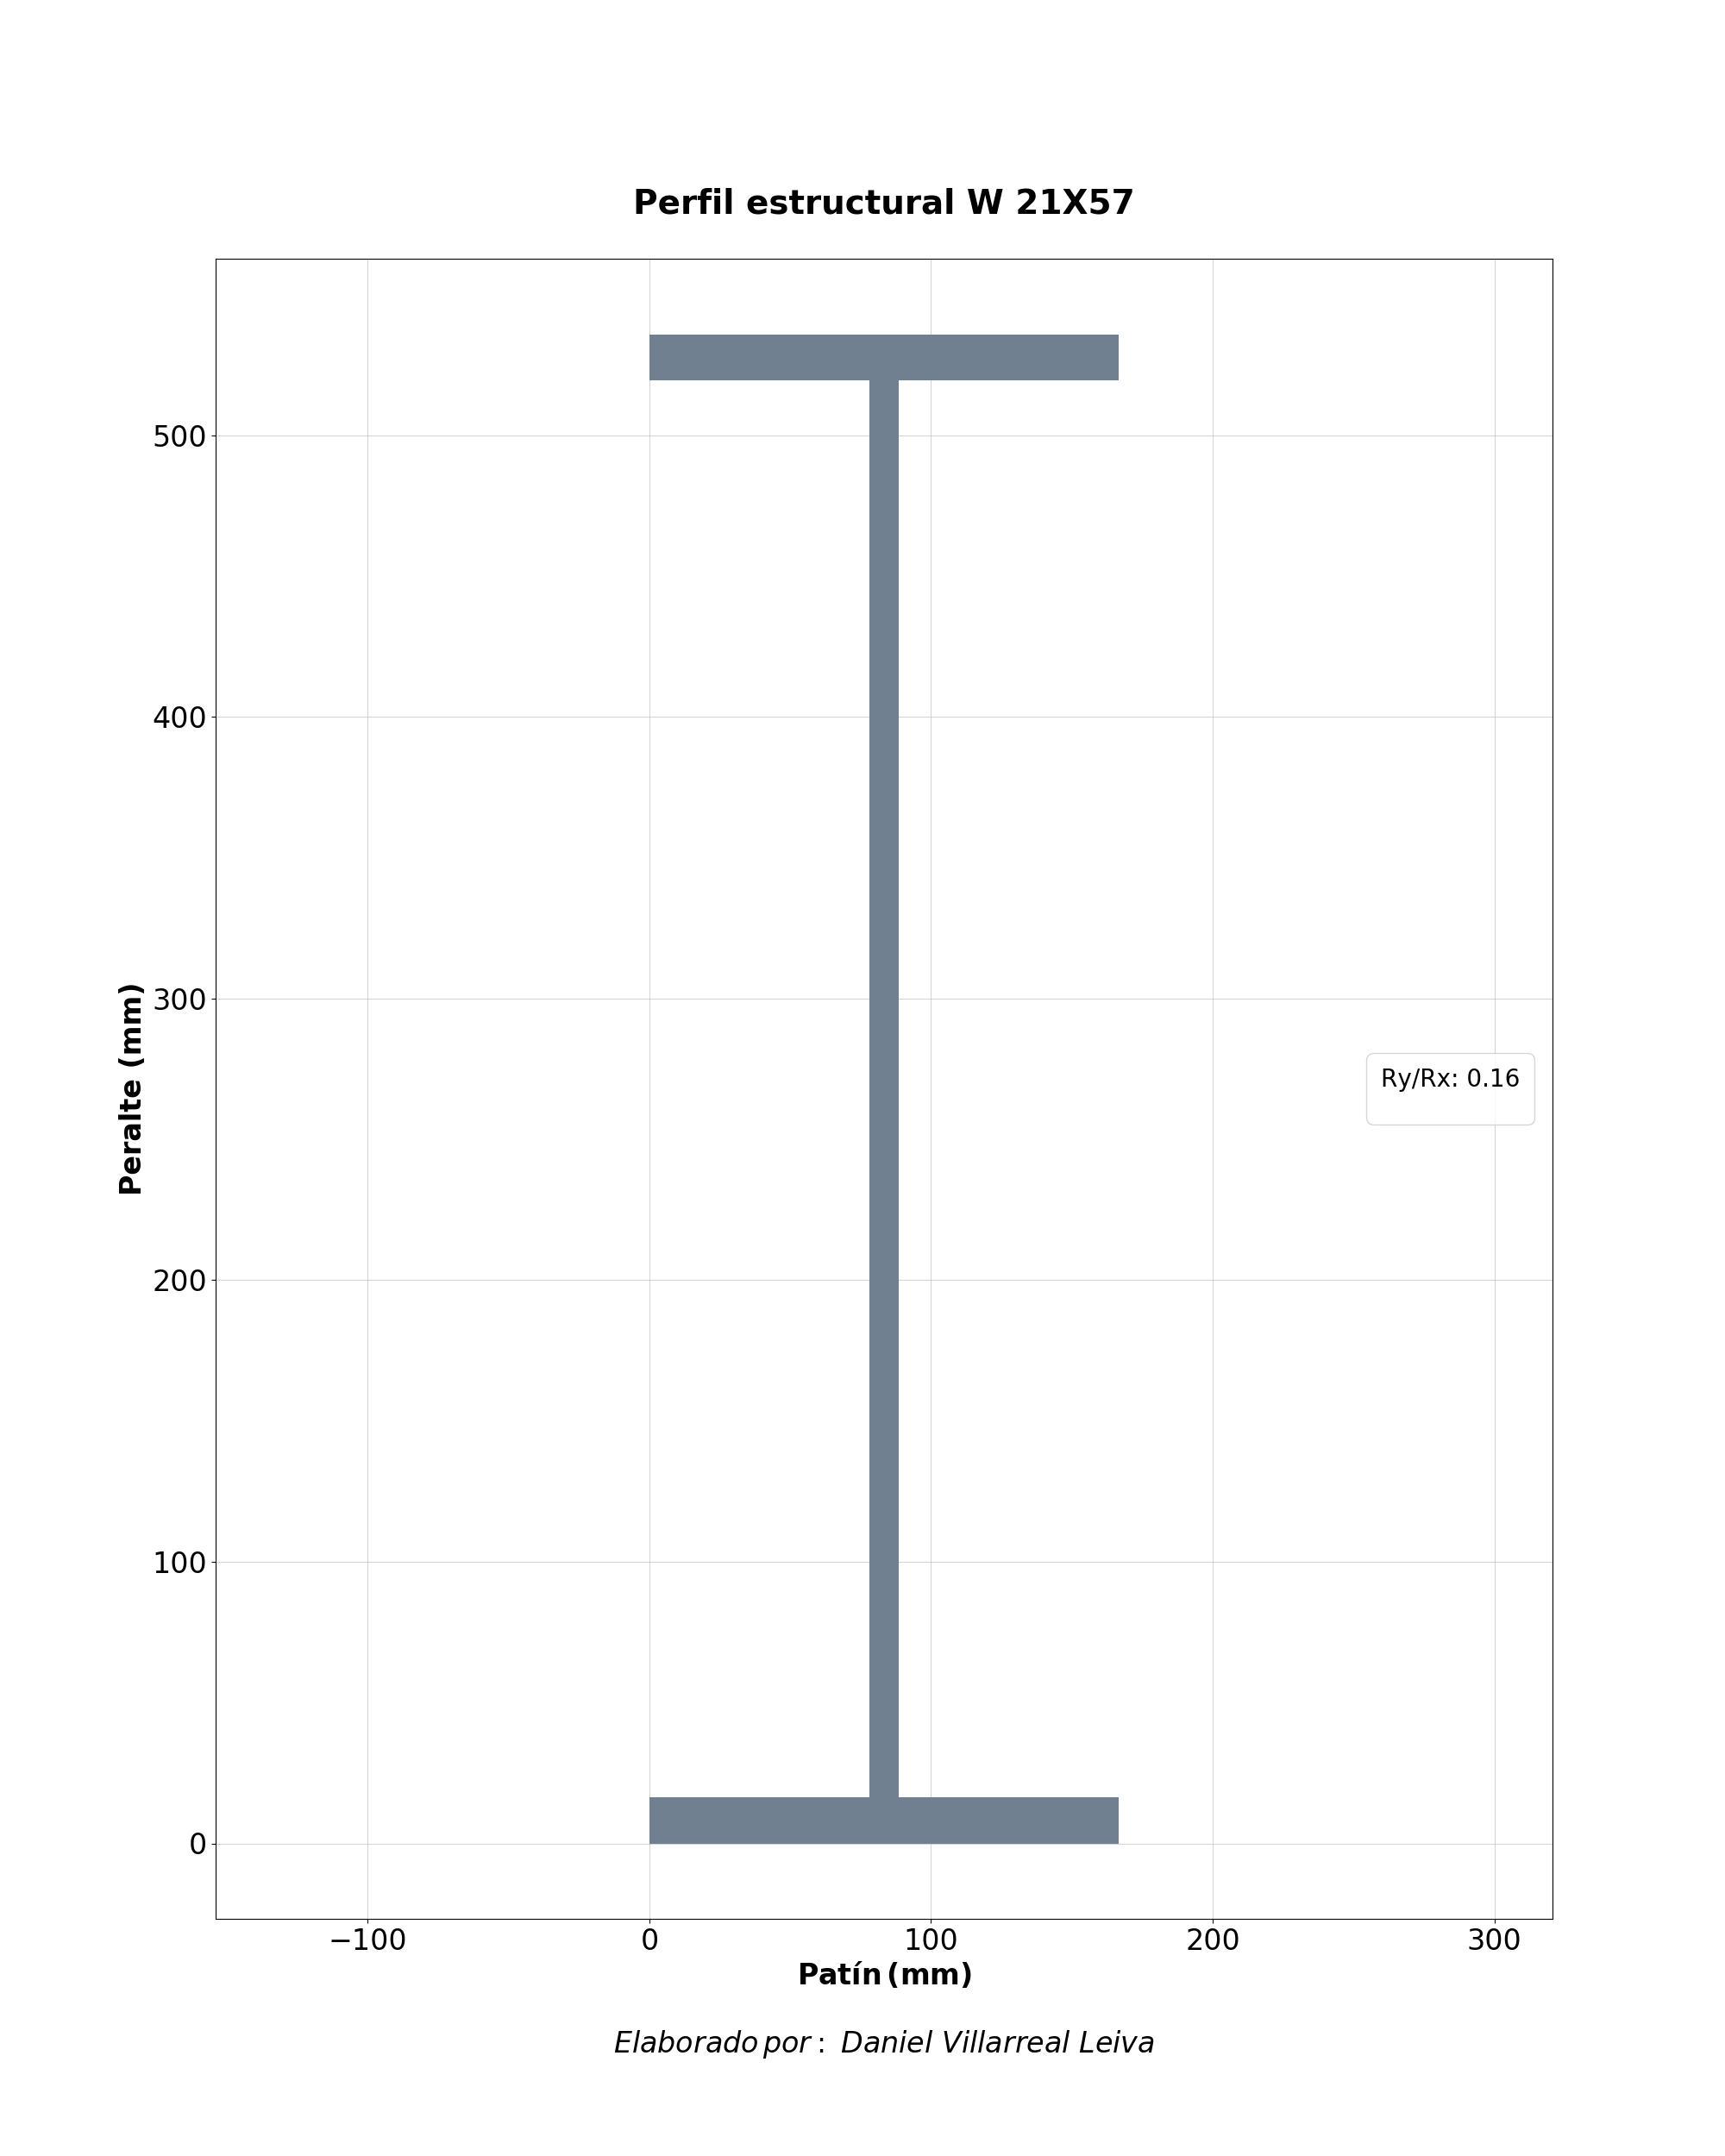 Perfil estructural W 21X57
500
400
300
200
100
0
Peralte (mm)
Ry/Rx: 0.16
−100 0 100 200 300
Patín (mm)
Elaborado por: Daniel Villarreal Leiva